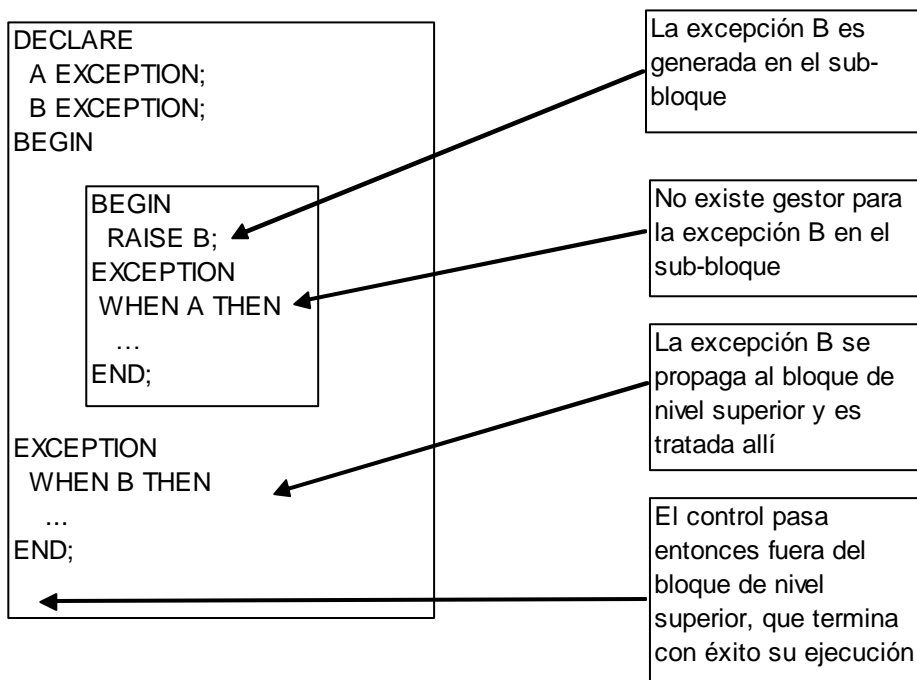 DECLARE
A EXCEPTION;
B EXCEPTION;
BEGIN
BEGIN
RAISE B;
EXCEPTION
WHEN A THEN
...
END;
EXCEPTION
WHEN B THEN
...
END;
La excepción B es
generada en el sub-
bloque
No existe gestor para
la excepción B en el
sub-bloque
La excepción B se
propaga al bloque de
nivel superior y es
tratada allí
El control pasa
entonces fuera del
bloque de nivel
superior, que termina
con éxito su ejecución